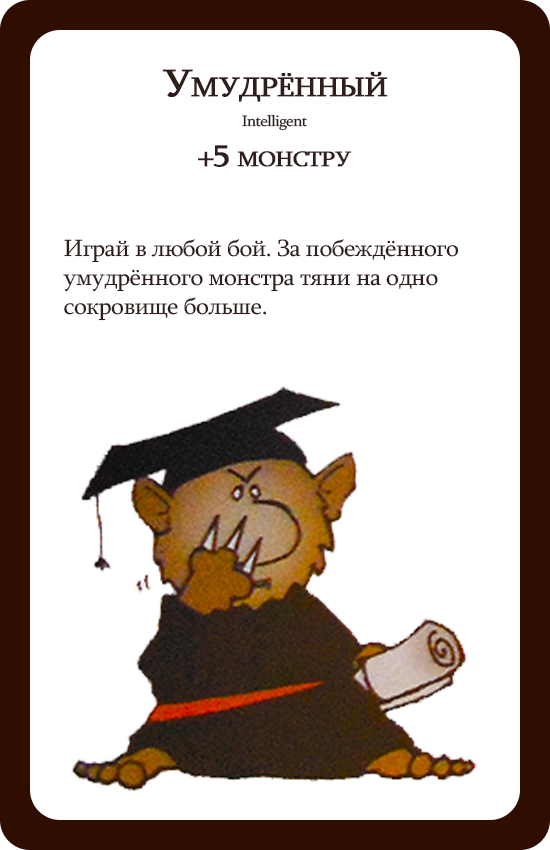 Умудрённый
Intelligent
+5 монстру
Играй в любой бой. За побеждённого
умудрённого монстра тяни на одно
сокровище больше.